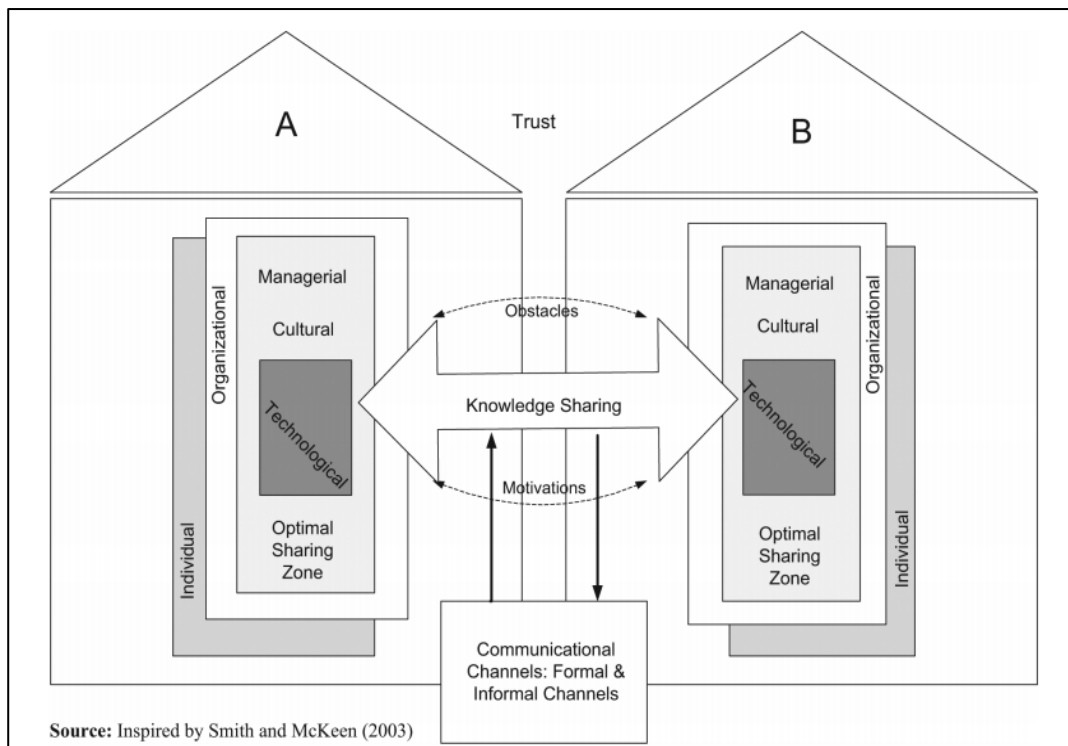 A
Trust
B
Managerial
Cultural
Organizational
Technological
Optimal
Sharing
Zone
Individual
Obstacles
Knowledge Sharing
Motivations
Managerial
Cultural
Organizational
Technological
Optimal
Sharing
Zone
Individual
Communicational
Channels: Formal &
Informal Channels
Source: Inspired by Smith and McKeen (2003)